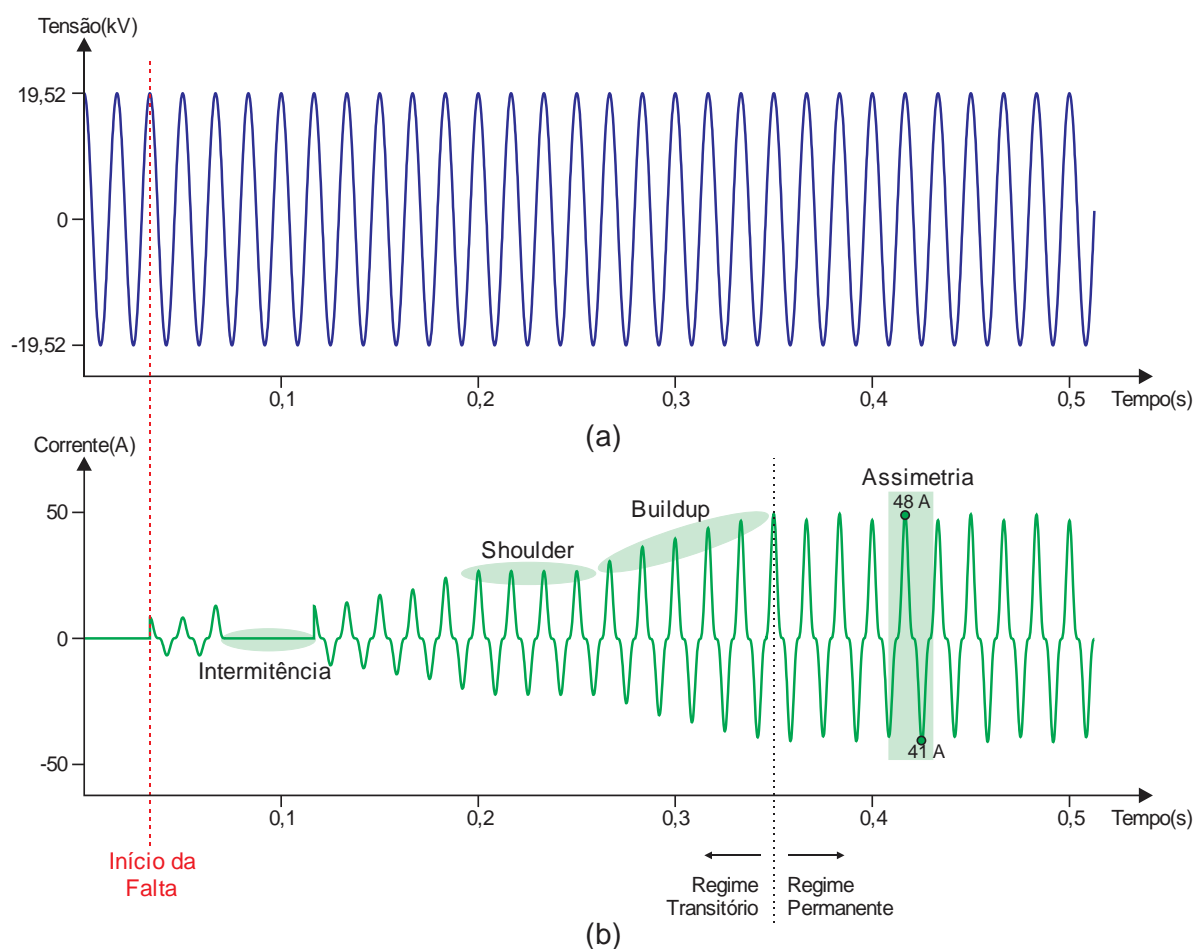 Tensão(kV)
19,52
0
-19,52
0,1
0,2
0,3
0,4
0,5
Tempo(s)
(a)
Corrente(A)
50
0
-50
Intermitência
Shoulder
Buildup
Assimetria
48 A
41 A
0,1
0,2
0,3
0,4
0,5
Tempo(s)
Início da
Falta
Regime
Transitório
Regime
Permanente
(b)